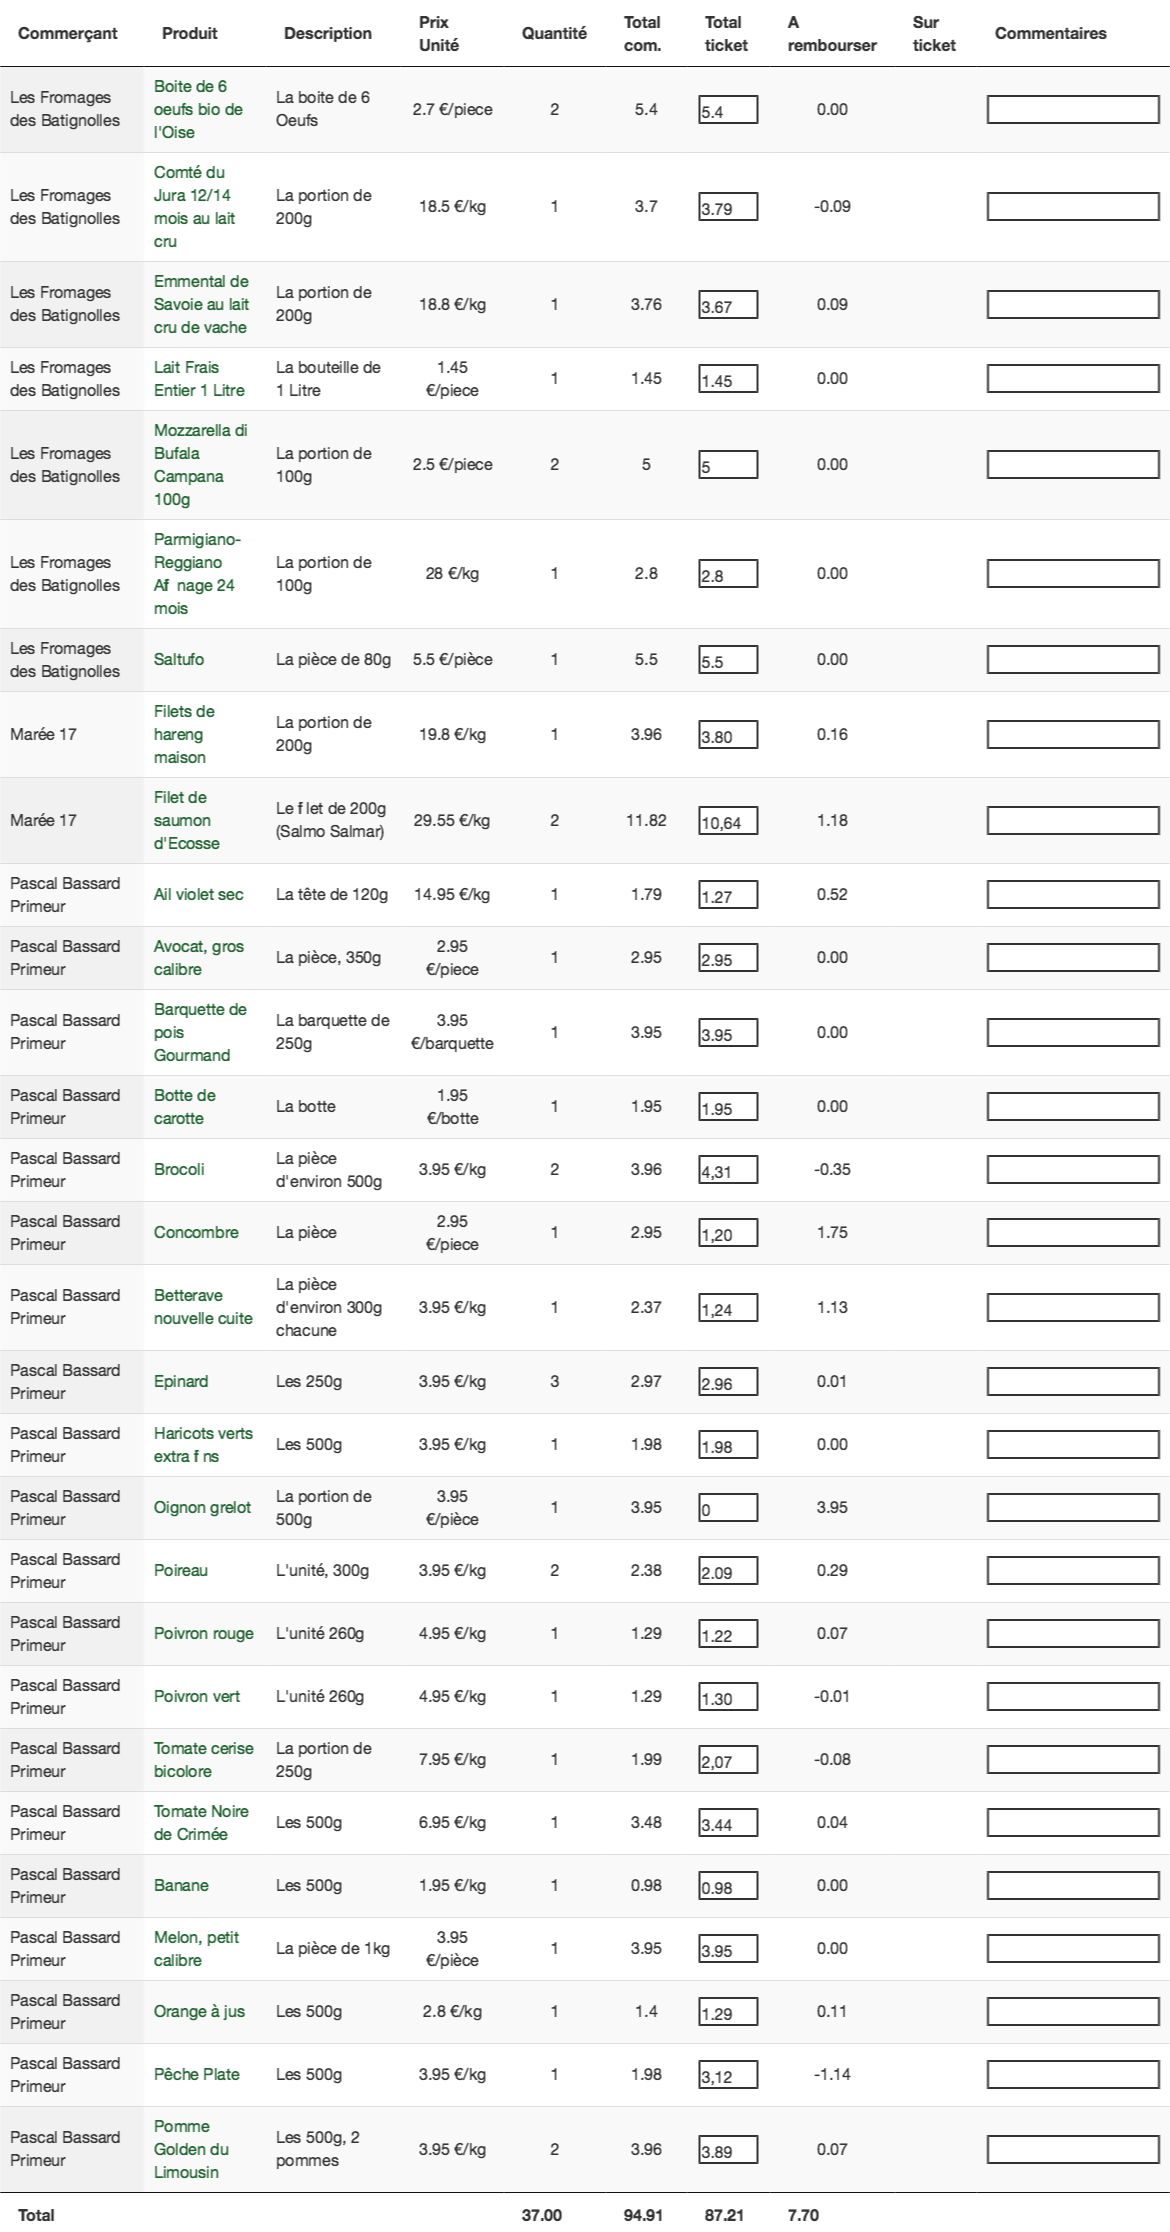 Commerçant Produit Description Prix Unité Quantité Total com. Total ticket A rembourser Sur ticket Commentaires
Les Fromages des Batignolles Boite de 6 oeufs bio de l'Oise La boite de 6 Oeufs 2.7 €/piece 2 5.4 5.4 0.00
Les Fromages des Batignolles Comté du Jura 12/14 mois au lait cru La portion de 200g 18.5 €/kg 1 3.7 3.79 -0.09
Les Fromages des Batignolles Emmental de Savoie au lait cru de vache La portion de 200g 18.8 €/kg 1 3.76 3.67 0.09
Les Fromages des Batignolles Lait Frais Entier 1 Litre La bouteille de 1 Litre 1.45 €/piece 1 1.45 1.45 0.00
Les Fromages des Batignolles Mozzarella di Bufala Campana 100g La portion de 100g 2.5 €/piece 2 5 5 0.00
Les Fromages des Batignolles Parmigiano-Reggiano Af nage 24 mois La portion de 100g 28 €/kg 1 2.8 2.8 0.00
Les Fromages des Batignolles Saltufo La pièce de 80g 5.5 €/pièce 1 5.5 5.5 0.00
Marée 17 Filets de hareng maison La portion de 200g 19.8 €/kg 1 3.96 3.80 0.16
Marée 17 Filet de saumon d'Ecosse Le f let de 200g (Salmo Salmar) 29.55 €/kg 2 11.82 10,64 1.18
Pascal Bassard Primeur Ail violet sec La tête de 120g 14.95 €/kg 1 1.79 1.27 0.52
Pascal Bassard Primeur Avocat, gros calibre La pièce, 350g 2.95 €/piece 1 2.95 2.95 0.00
Pascal Bassard Primeur Barquette de pois Gourmand La barquette de 250g 3.95 €/barquette 1 3.95 3.95 0.00
Pascal Bassard Primeur Botte de carotte La botte 1.95 €/botte 1 1.95 1.95 0.00
Pascal Bassard Primeur Brocoli La pièce d'environ 500g 3.95 €/kg 2 3.96 4,31 -0.35
Pascal Bassard Primeur Concombre La pièce 2.95 €/piece 1 2.95 1,20 1.75
Pascal Bassard Primeur Betterave nouvelle cuite La pièce d'environ 300g chacune 3.95 €/kg 1 2.37 1,24 1.13
Pascal Bassard Primeur Epinard Les 250g 3.95 €/kg 3 2.97 2.96 0.01
Pascal Bassard Primeur Haricots verts extra f ns Les 500g 3.95 €/kg 1 1.98 1.98 0.00
Pascal Bassard Primeur Oignon grelot La portion de 500g 3.95 €/pièce 1 3.95 0 3.95
Pascal Bassard Primeur Poireau L'unité, 300g 3.95 €/kg 2 2.38 2.09 0.29
Pascal Bassard Primeur Poivron rouge L'unité 260g 4.95 €/kg 1 1.29 1.22 0.07
Pascal Bassard Primeur Poivron vert L'unité 260g 4.95 €/kg 1 1.29 1.30 -0.01
Pascal Bassard Primeur Tomate cerise bicolore La portion de 250g 7.95 €/kg 1 1.99 2,07 -0.08
Pascal Bassard Primeur Tomate Noire de Crimée Les 500g 6.95 €/kg 1 3.48 3.44 0.04
Pascal Bassard Primeur Banane Les 500g 1.95 €/kg 1 0.98 0.98 0.00
Pascal Bassard Primeur Melon, petit calibre La pièce de 1kg 3.95 €/pièce 1 3.95 3.95 0.00
Pascal Bassard Primeur Orange à jus Les 500g 2.8 €/kg 1 1.4 1.29 0.11
Pascal Bassard Primeur Pêche Plate Les 500g 3.95 €/kg 1 1.98 3,12 -1.14
Pascal Bassard Primeur Pomme Golden du Limousin Les 500g, 2 pommes 3.95 €/kg 2 3.96 3.89 0.07
Total 37.00 94.91 87.21 7.70